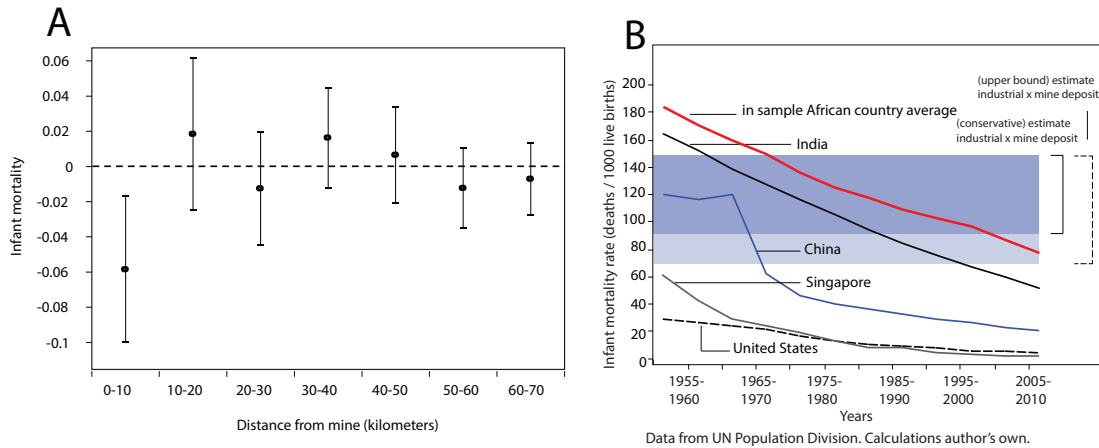 A
0.06
0.04
0.02
0
-0.02
-0.04
-0.06
-0.08
-0.1
Infant mortality
0-10 10-20 20-30 30-40 40-50 50-60 60-70
Distance from mine (kilometers)
B
Infant mortality rate (deaths / 1000 live births)
200
180
160
140
120
100
80
60
40
20
0
(upper bound) estimate
industrial x mine deposit
in sample African country average
(conservative) estimate
industrial x mine deposit
India
China
Singapore
United States
1955-
1960
1965-
1970
1975-
1980
1985-
1990
1995-
2000
2005-
2010
Years
Data from UN Population Division. Calculations author's own.